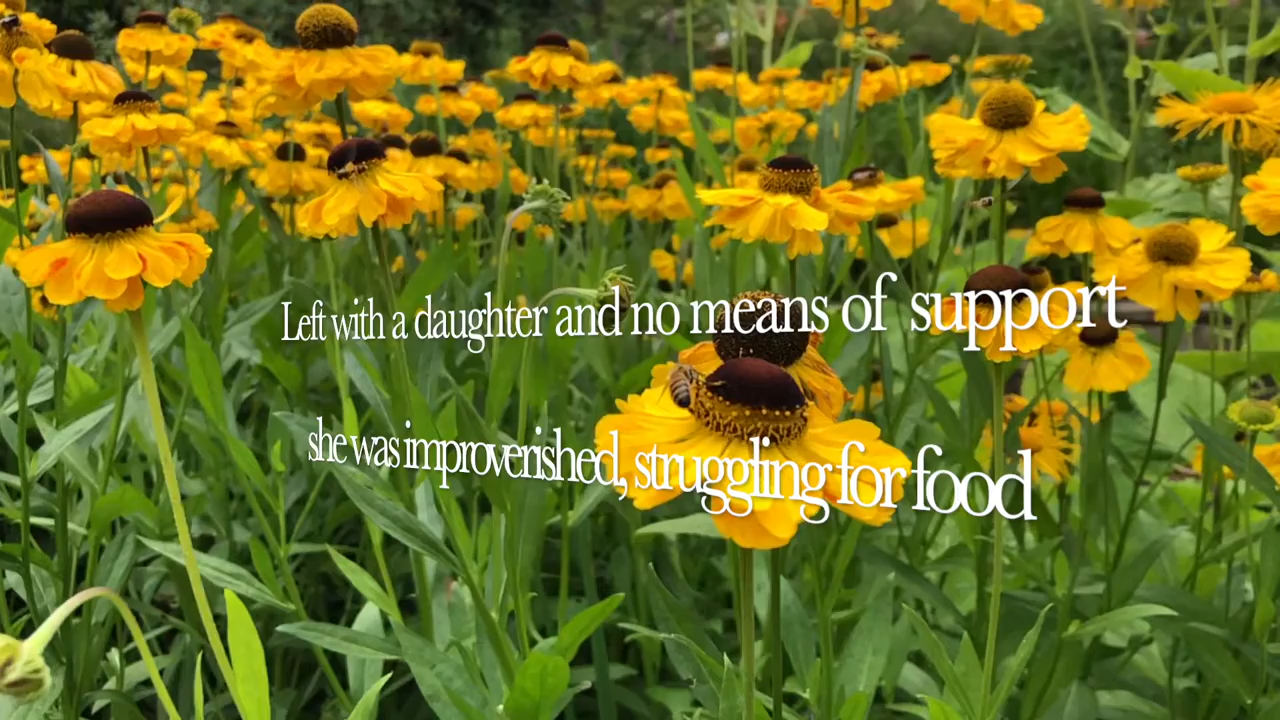 Left with a daughter and no means of support
she was improverished, struggling for food